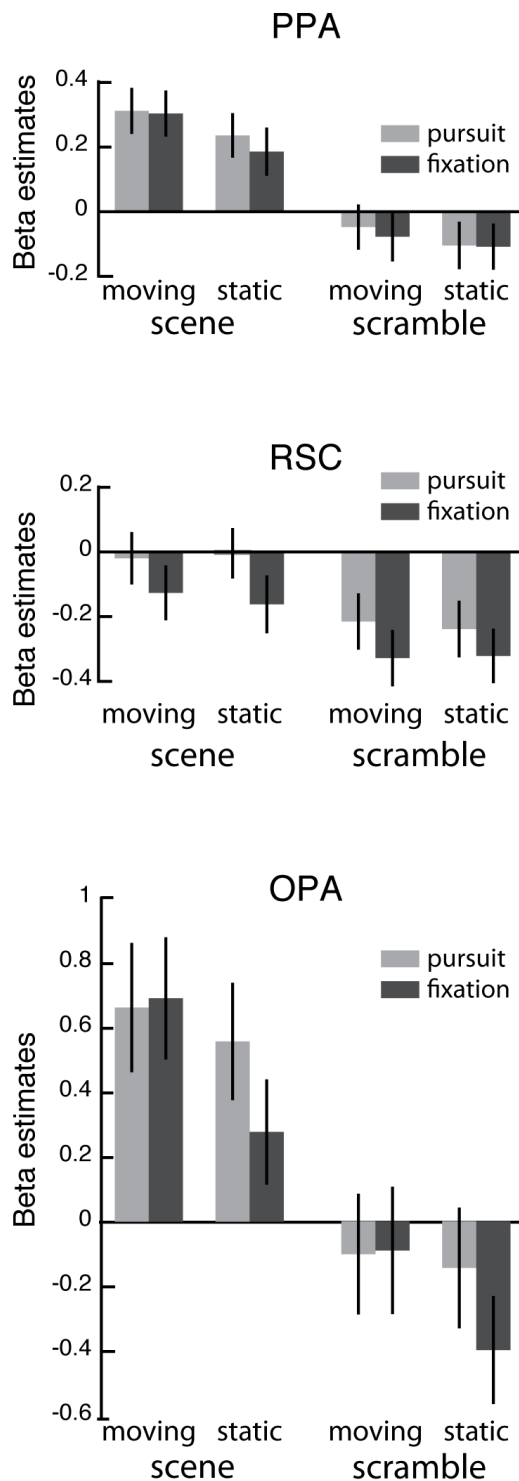 PPA
Beta estimates
0.4
0.2
0
-0.2
pursuit
fixation
moving static moving static
scene scramble
RSC
Beta estimates
0.2
0
-0.2
-0.4
pursuit
fixation
moving static moving static
scene scramble
OPA
Beta estimates
1
0.8
0.6
0.4
0.2
0
-0.2
-0.4
-0.6
pursuit
fixation
moving static moving static
scene scramble